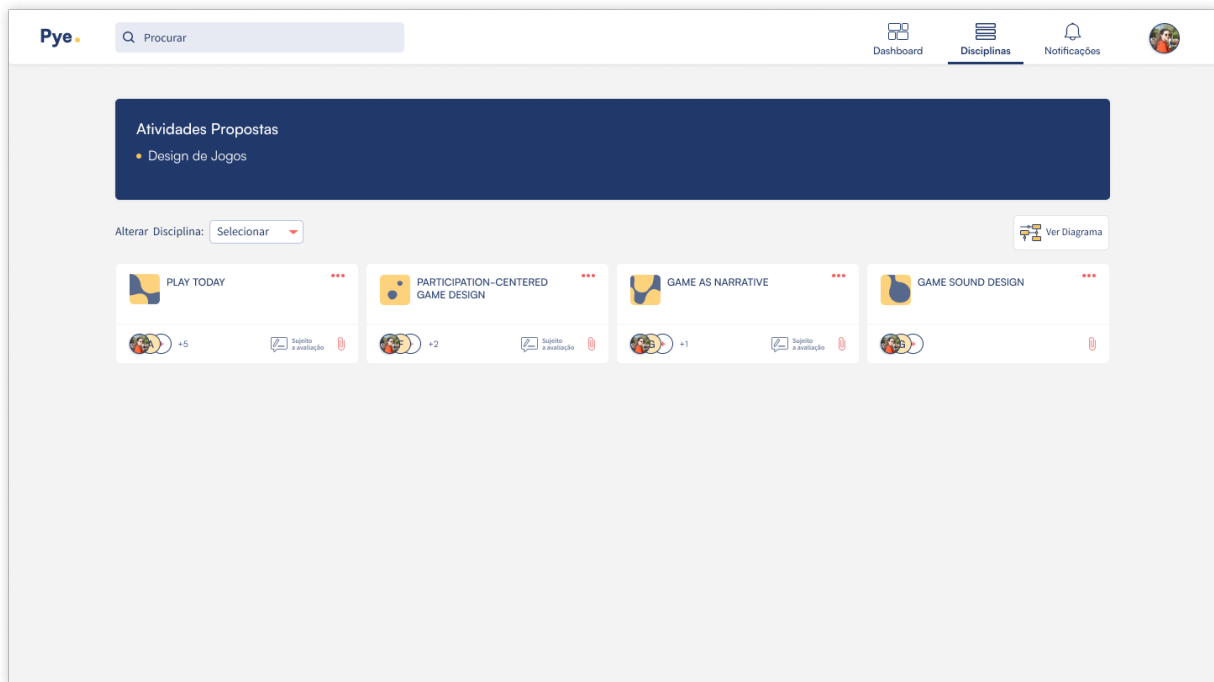 Pye.
Procurar
Dashboard
Disciplinas
Notificações
Atividades Propostas
• Design de Jogos
Alterar Disciplina:
Selecionar
Ver Diagrama
PLAY TODAY
+5
Sujeito
a avaliação
PARTICIPATION-CENTERED
GAME DESIGN
+2
Sujeito
a avaliação
GAME AS NARRATIVE
+1
Sujeito
a avaliação
GAME SOUND DESIGN